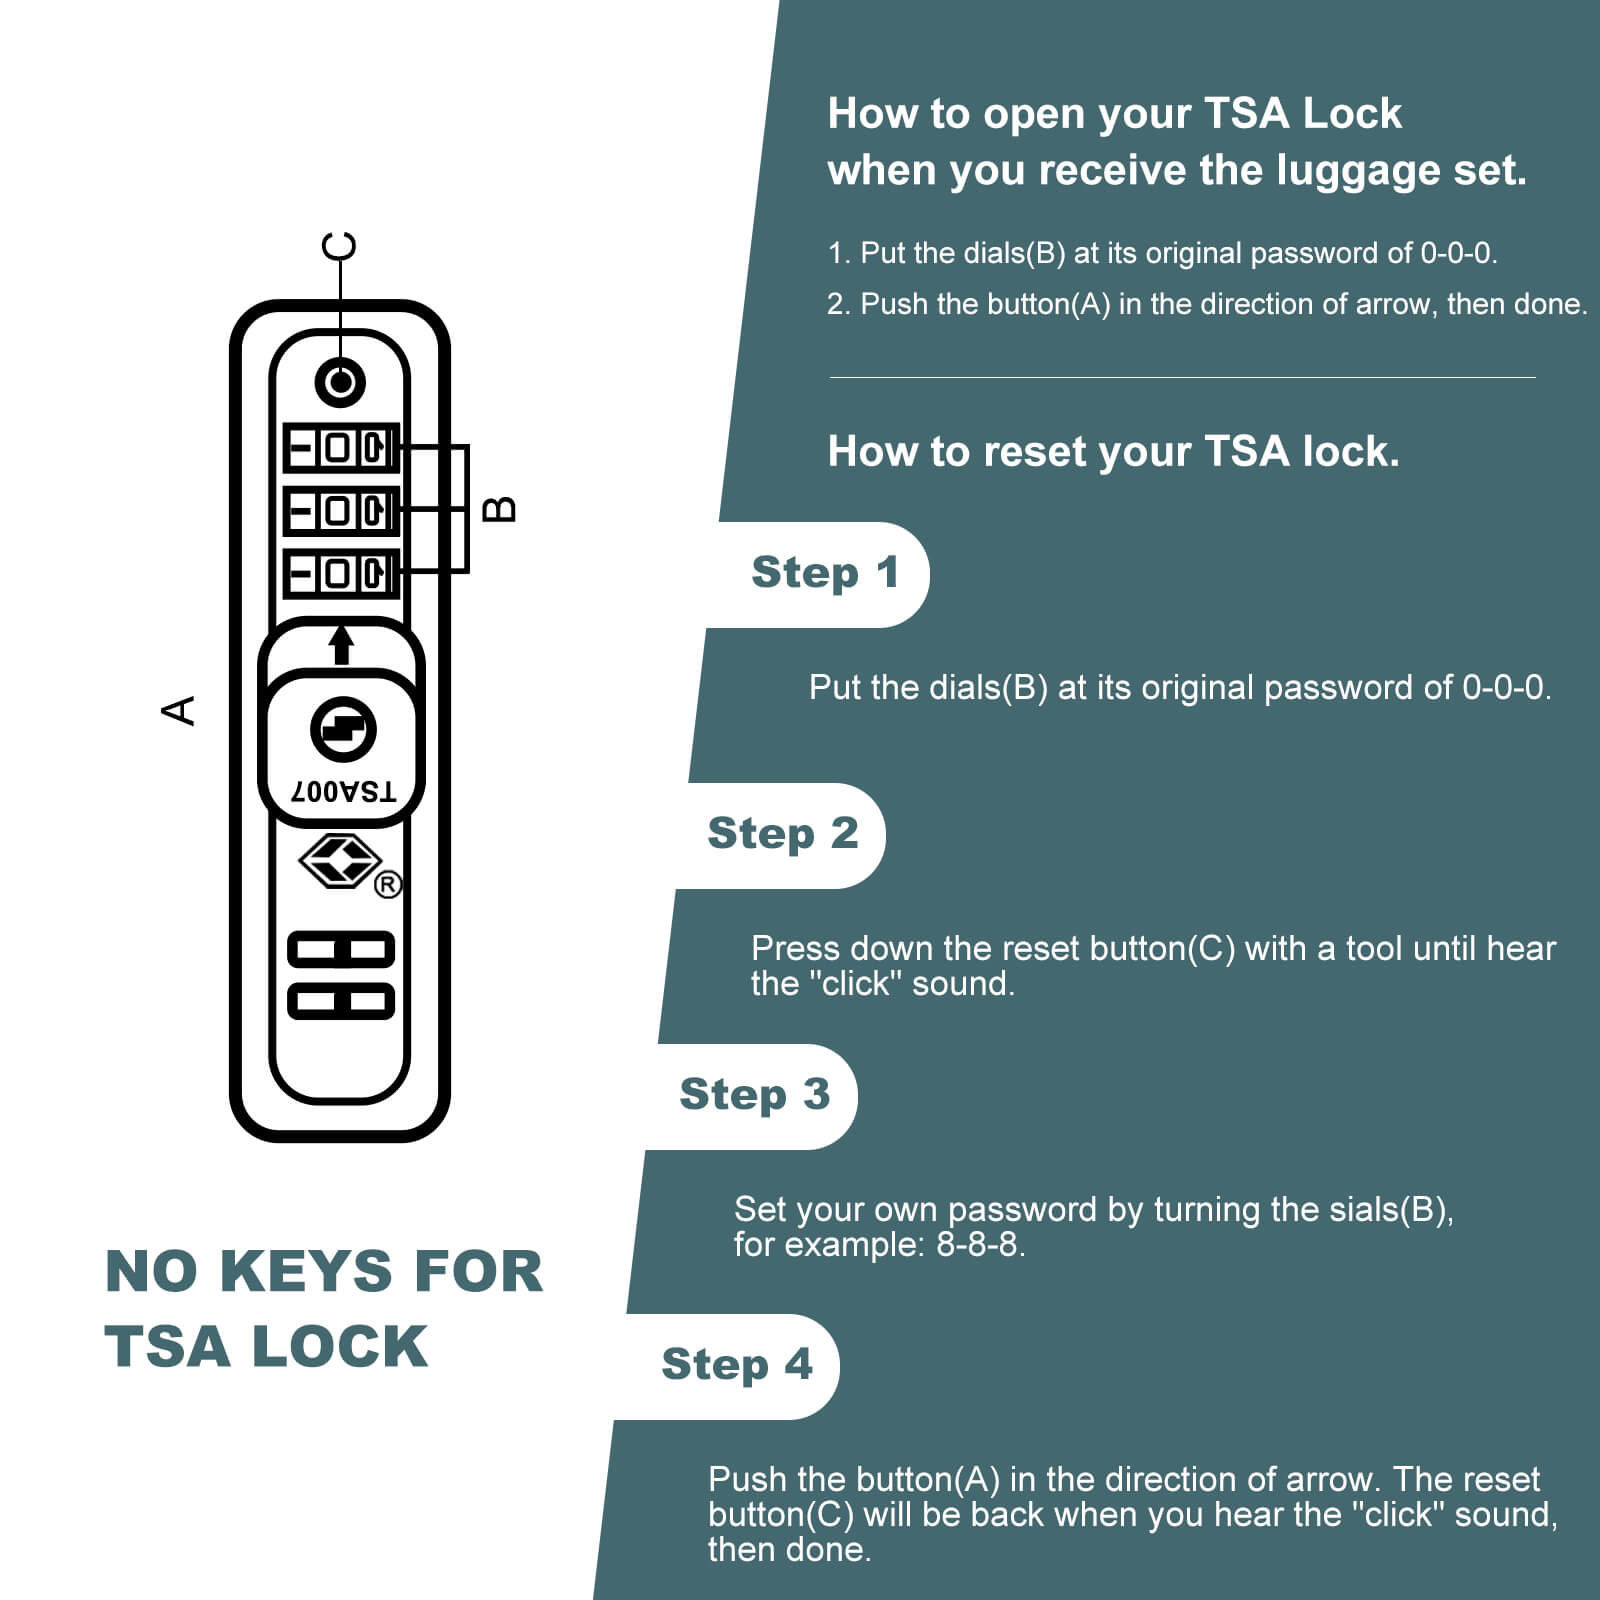 How to open your TSA Lock
when you receive the luggage set.
1. Put the dials(B) at its original password of 0-0-0.
2. Push the button(A) in the direction of arrow, then done.
How to reset your TSA lock.
Step 1
Put the dials(B) at its original password of 0-0-0.
Step 2
Press down the reset button(C) with a tool until hear
the "click" sound.
Step 3
Set your own password by turning the sials(B),
for example: 8-8-8.
Step 4
Push the button(A) in the direction of arrow. The reset
button(C) will be back when you hear the "click" sound,
then done.
C
B
A
0
0
0
TSA007
®
NO KEYS FOR
TSA LOCK